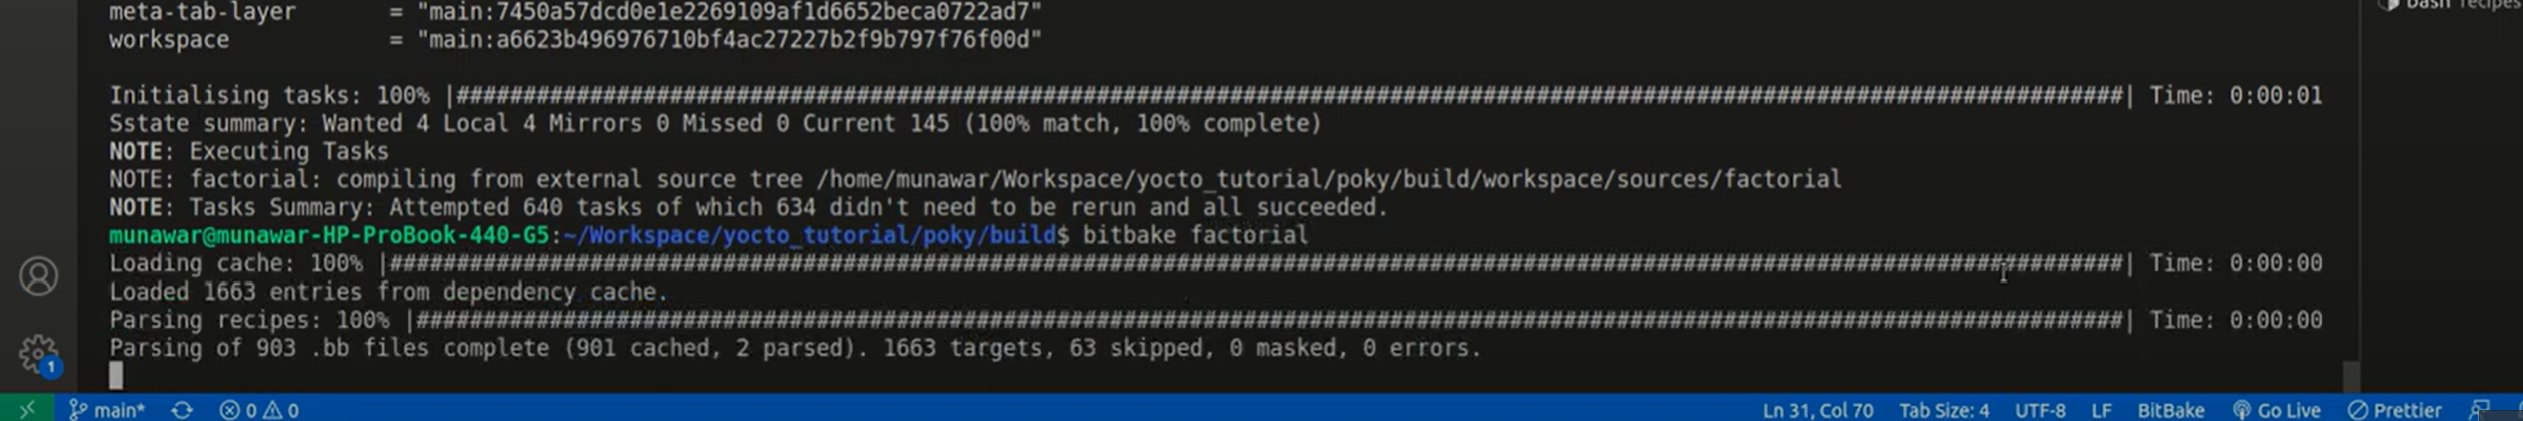 meta-tab-layer       = "main:7450a57dcd0e1e2269109af1d6652beca0722ad7"
Bash recipes
workspace            = "main:a6623b496976710bf4ac27227b2f9b797f76f00d"
Initialising tasks: 100% |##############################################################################################################################| Time: 0:00:01
Sstate summary: Wanted 4 Local 4 Mirrors 0 Missed 0 Current 145 (100% match, 100% complete)
NOTE: Executing Tasks
NOTE: factorial: compiling from external source tree /home/munawar/Workspace/yocto_tutorial/poky/build/workspace/sources/factorial
NOTE: Tasks Summary: Attempted 640 tasks of which 634 didn't need to be rerun and all succeeded.
munawar@munawar-HP-ProBook-440-G5:~/Workspace/yocto_tutorial/poky/build$ bitbake factorial
Loading cache: 100% |###################################################################################################################################| Time: 0:00:00
Loaded 1663 entries from dependency cache.
Parsing recipes: 100% |#################################################################################################################################| Time: 0:00:00
Parsing of 903 .bb files complete (901 cached, 2 parsed). 1663 targets, 63 skipped, 0 masked, 0 errors.
1
main* 0 0 Ln 31, Col 70 Tab Size: 4 UTF-8 LF BitBake Go Live Prettier